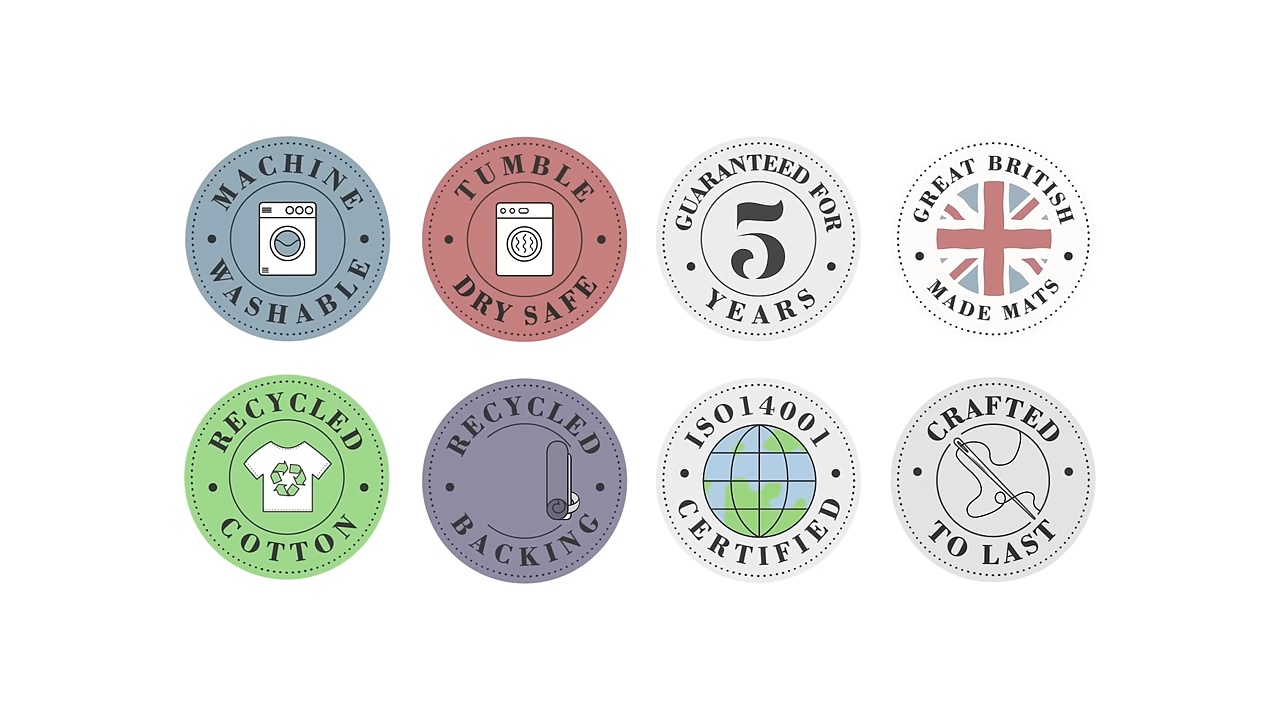 MACHINE
WASHABLE
TUMBLE
DRY SAFE
GUARANTEED FOR
5
YEARS
GREAT BRITISH
MADE MATS
RECYCLED
COTTON
RECYCLED
BACKING
ISO14001
CERTIFIED
CRAFTED
TO LAST